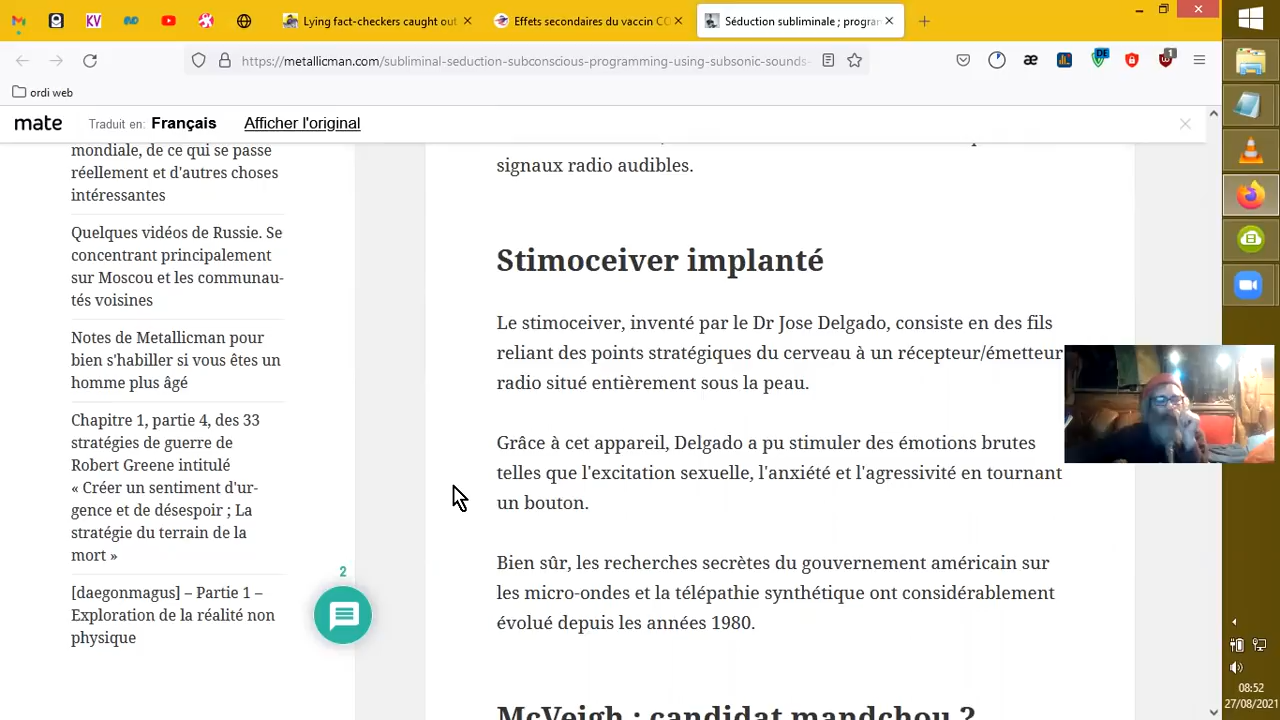 KV
Lying fact-checkers caught out
Effets secondaires du vaccin CO
Séduction subliminale ; progran
https://metallicman.com/subliminal-seduction-subconscious-programming-using-subsonic-sounds-
æ
DE
1
ordi web
mate
Traduit en: Français
Afficher l'original
mondiale, de ce qui se passe
réellement et d'autres choses
intéressantes
Quelques vidéos de Russie. Se
concentrant principalement
sur Moscou et les communau-
tés voisines
Notes de Metallicman pour
bien s'habiller si vous êtes un
homme plus âgé
Chapitre 1, partie 4, des 33
stratégies de guerre de
Robert Greene intitulé
« Créer un sentiment d'ur-
gence et de désespoir ; La
stratégie du terrain de la
mort »
[daegonmagus] – Partie 1 –
Exploration de la réalité non
physique
2
signaux radio audibles.
Stimoceiver implanté
Le stimoceiver, inventé par le Dr Jose Delgado, consiste en des fils
reliant des points stratégiques du cerveau à un récepteur/émetteur
radio situé entièrement sous la peau.
Grâce à cet appareil, Delgado a pu stimuler des émotions brutes
telles que l'excitation sexuelle, l'anxiété et l'agressivité en tournant
un bouton.
Bien sûr, les recherches secrètes du gouvernement américain sur
les micro-ondes et la télépathie synthétique ont considérablement
évolué depuis les années 1980.
McVeigh : candidat mandchou ?
08:52
27/08/2021